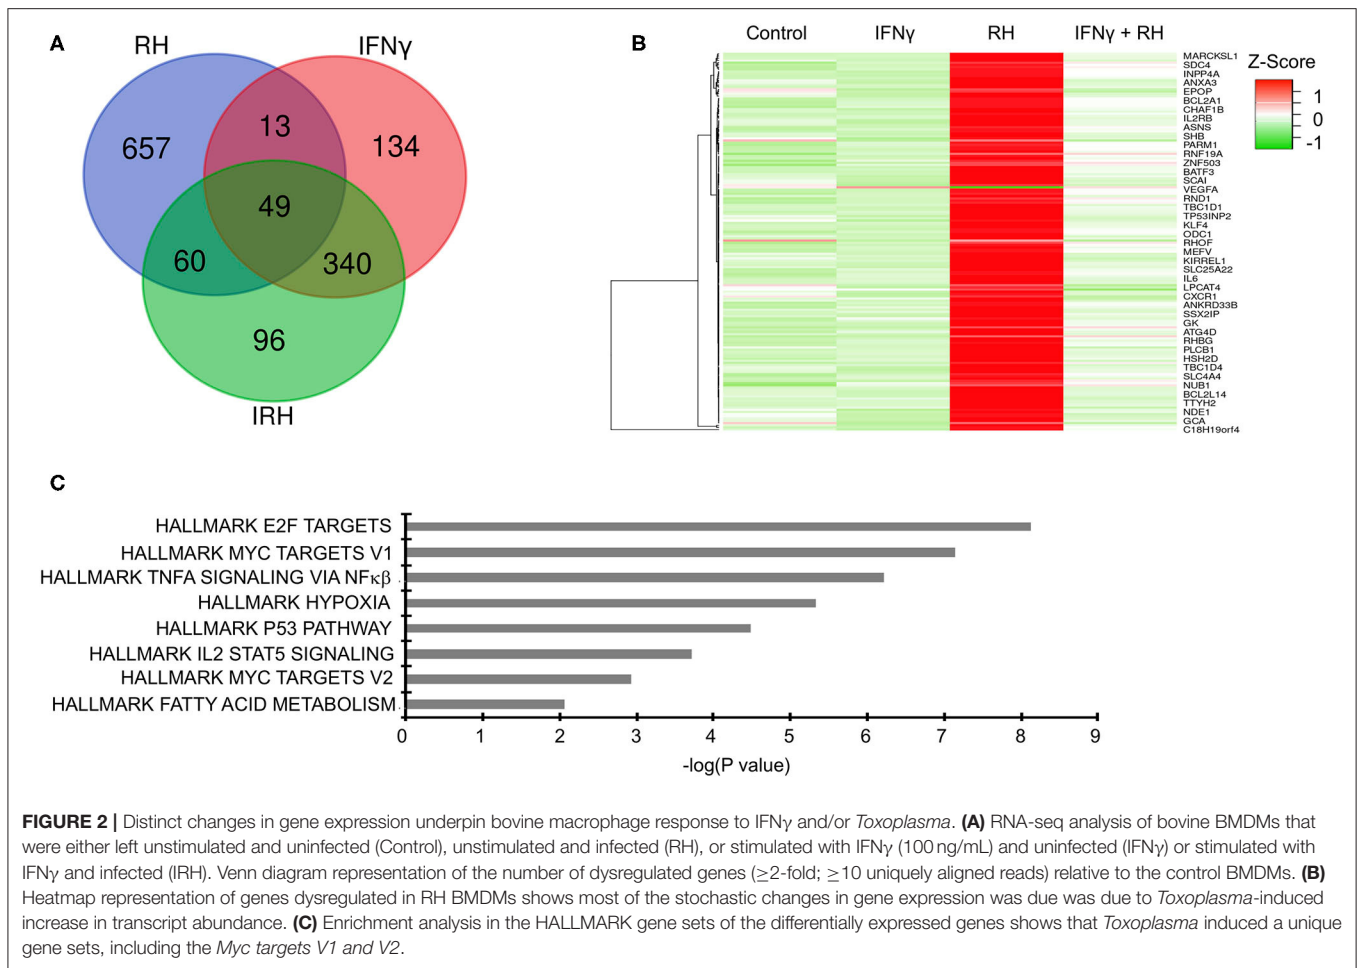 A
RH
IFNγ
657
13
134
49
60
340
96
IRH
B
Control IFNγ RH IFNγ + RH
MARCKSL1
SDC4
INPP4A
ANXA3
EPOP
BCL2A1
CHAF1B
IL2RB
ASNS
SHB
PARM1
RNF19A
ZNF503
BATF3
SCAI
VEGFA
RND1
TBC1D1
TP53INP2
KLF4
ODC1
RHOF
MEFV
KIRREL1
SLC25A22
IL6
LPCAT4
CXCR1
ANKRD33B
SSX2IP
GK
ATG4D
RHBG
PLCB1
HSH2D
TBC1D4
SLC4A4
NUB1
BCL2L14
TTYH2
NDE1
GCA
C18H19orf4
Z-Score
1
0
-1
C
HALLMARK E2F TARGETS
HALLMARK MYC TARGETS V1
HALLMARK TNFA SIGNALING VIA NFκβ
HALLMARK HYPOXIA
HALLMARK P53 PATHWAY
HALLMARK IL2 STAT5 SIGNALING
HALLMARK MYC TARGETS V2
HALLMARK FATTY ACID METABOLISM
0 1 2 3 4 5 6 7 8 9
-log(P value)
FIGURE 2 | Distinct changes in gene expression underpin bovine macrophage response to IFNγ and/or Toxoplasma. (A) RNA-seq analysis of bovine BMDMs that
were either left unstimulated and uninfected (Control), unstimulated and infected (RH), or stimulated with IFNγ (100 ng/mL) and uninfected (IFNγ) or stimulated with
IFNγ and infected (IRH). Venn diagram representation of the number of dysregulated genes (≥2-fold; ≥10 uniquely aligned reads) relative to the control BMDMs. (B)
Heatmap representation of genes dysregulated in RH BMDMs shows most of the stochastic changes in gene expression was due was due to Toxoplasma-induced
increase in transcript abundance. (C) Enrichment analysis in the HALLMARK gene sets of the differentially expressed genes shows that Toxoplasma induced a unique
gene sets, including the Myc targets V1 and V2.